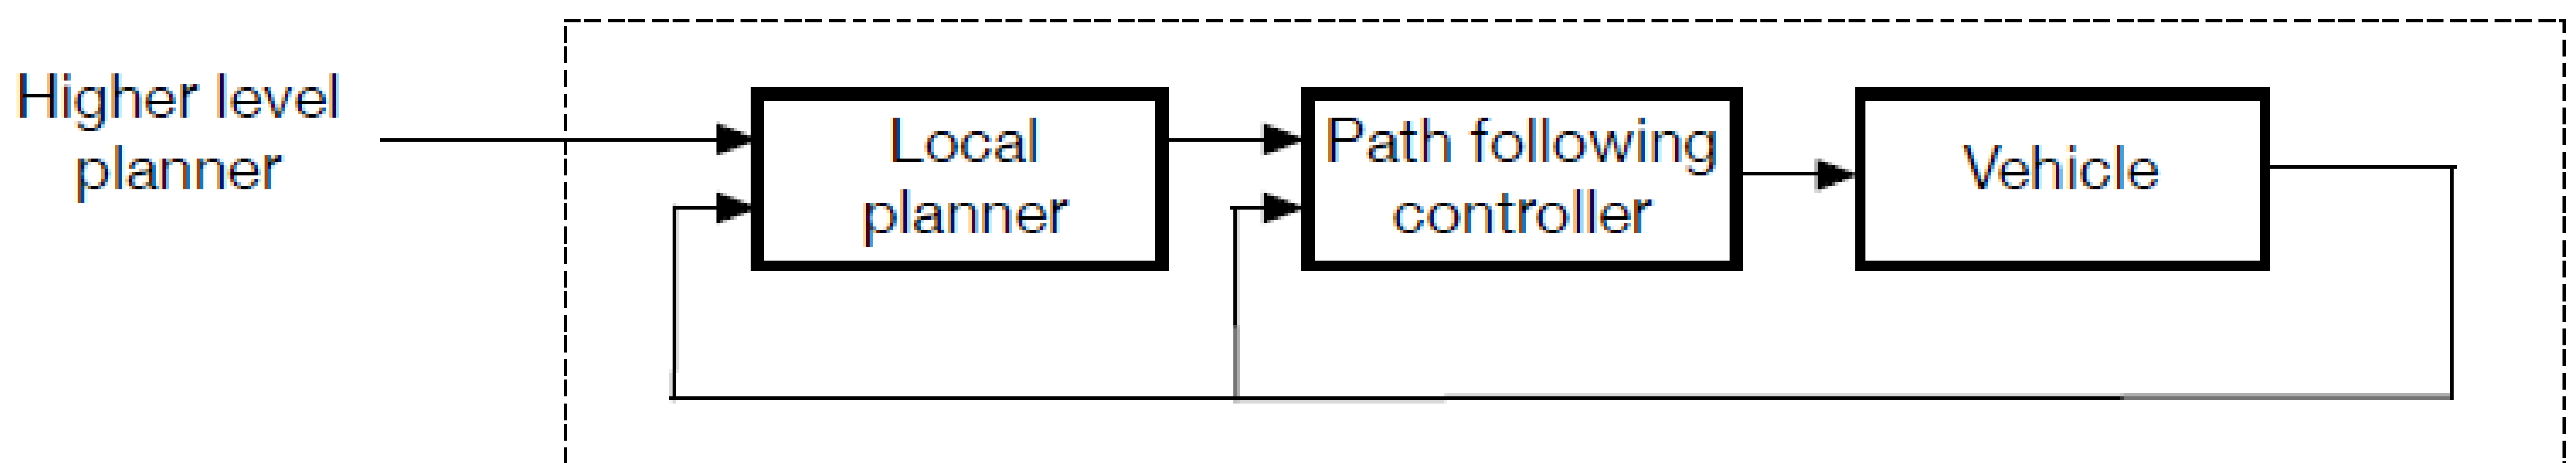 Higher level
planner
Local
planner
Path following
controller
Vehicle